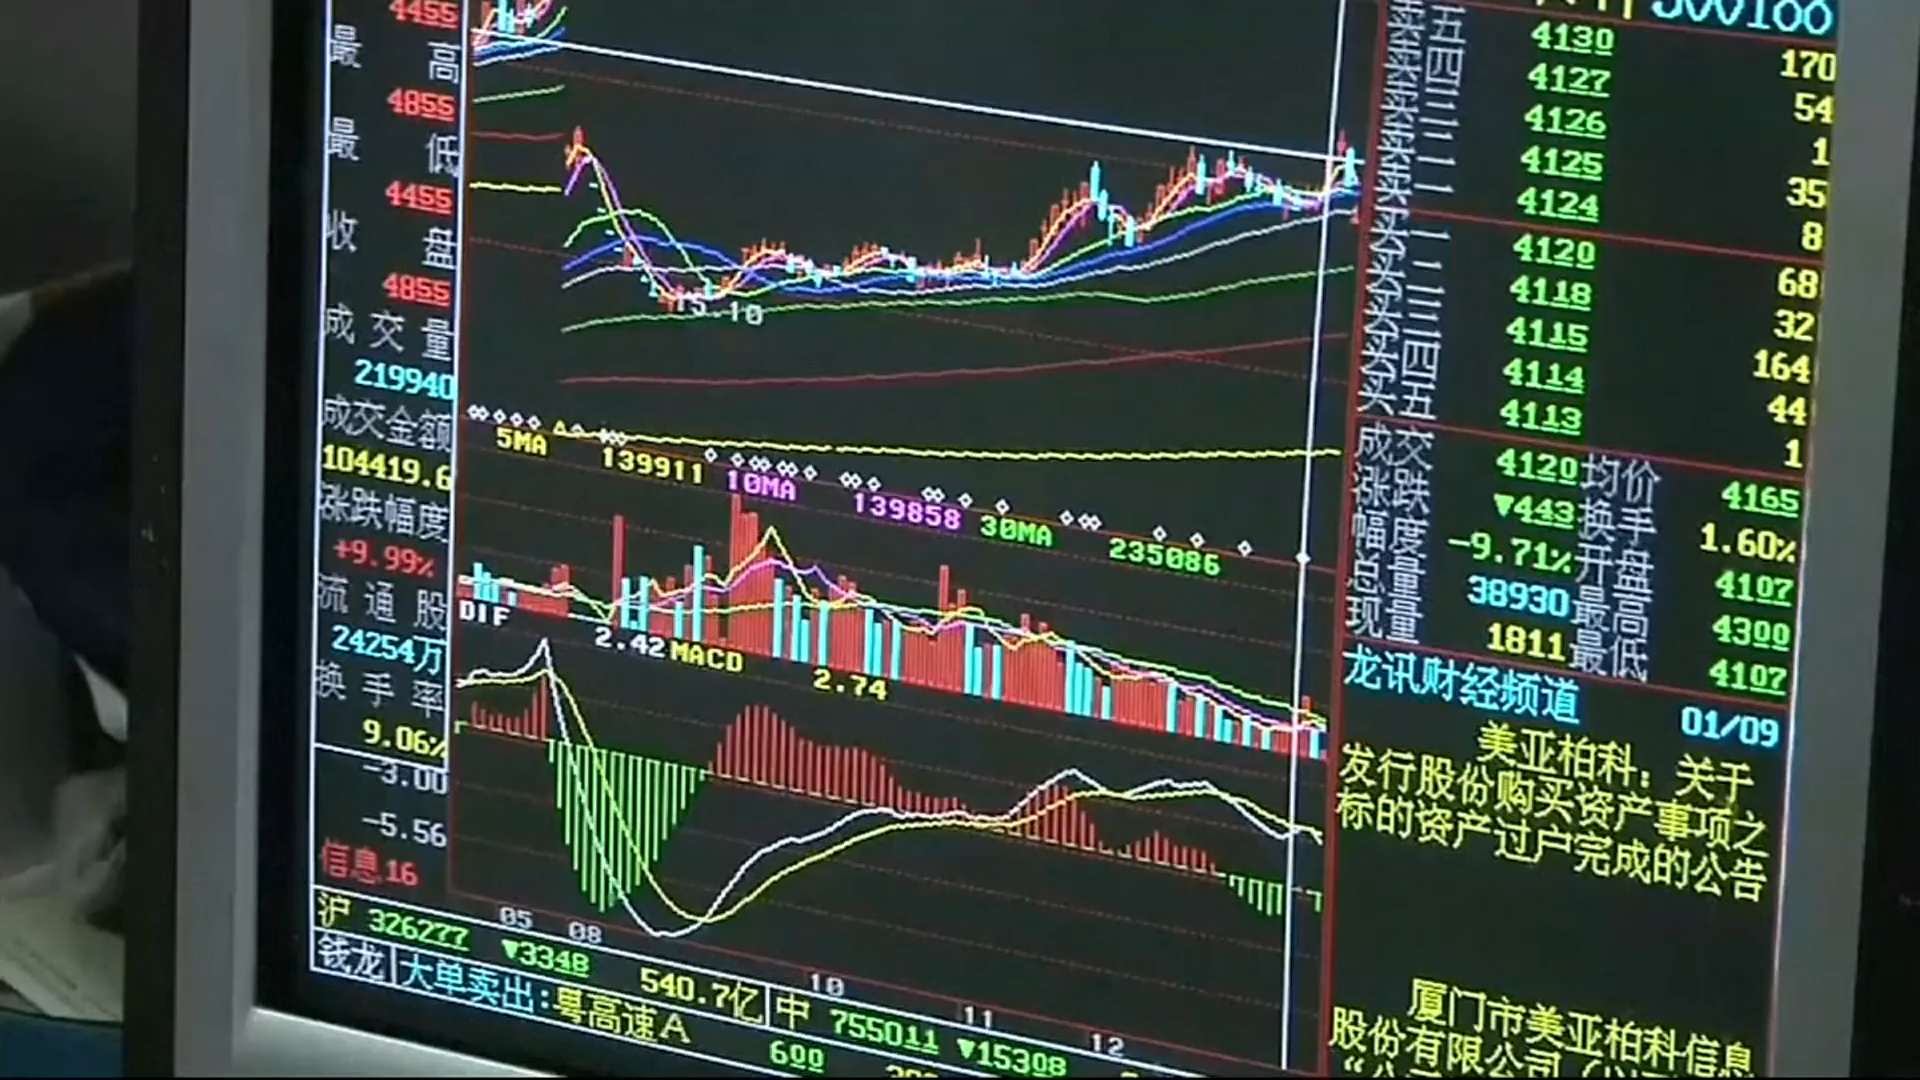 4455
最 高
4855
最 低
4455
收 盘
4855
成 交 量
219940
成交金额
104419.6
涨跌幅度
+9.99%
流 通 股
24254万
换 手 率
9.06%
-3.00
-5.56
信息16
15.10
5MA 139911 10MA 139858 30MA 235086
DIF 2.42 MACD 2.74
05 08 10 11 12
卖五 4130 170
卖四 4127 54
卖三 4126 1
卖二 4125 35
卖一 4124 8
买一 4120 68
买二 4118 32
买三 4115 164
买四 4114 44
买五 4113 1
成交 4120 均价 4165
涨跌 ▼443 换手 1.60%
幅度 -9.71% 开盘 4107
总量 38930 最高 4300
现量 1811 最低 4107
龙讯财经频道 01/09
美亚柏科：关于
发行股份购买资产事项之
标的资产过户完成的公告
厦门市美亚柏科信息
股份有限公司
沪 326277 ▼3348 540.7亿 中 755011 ▼15308
钱龙 大单卖出:粤高速A 600